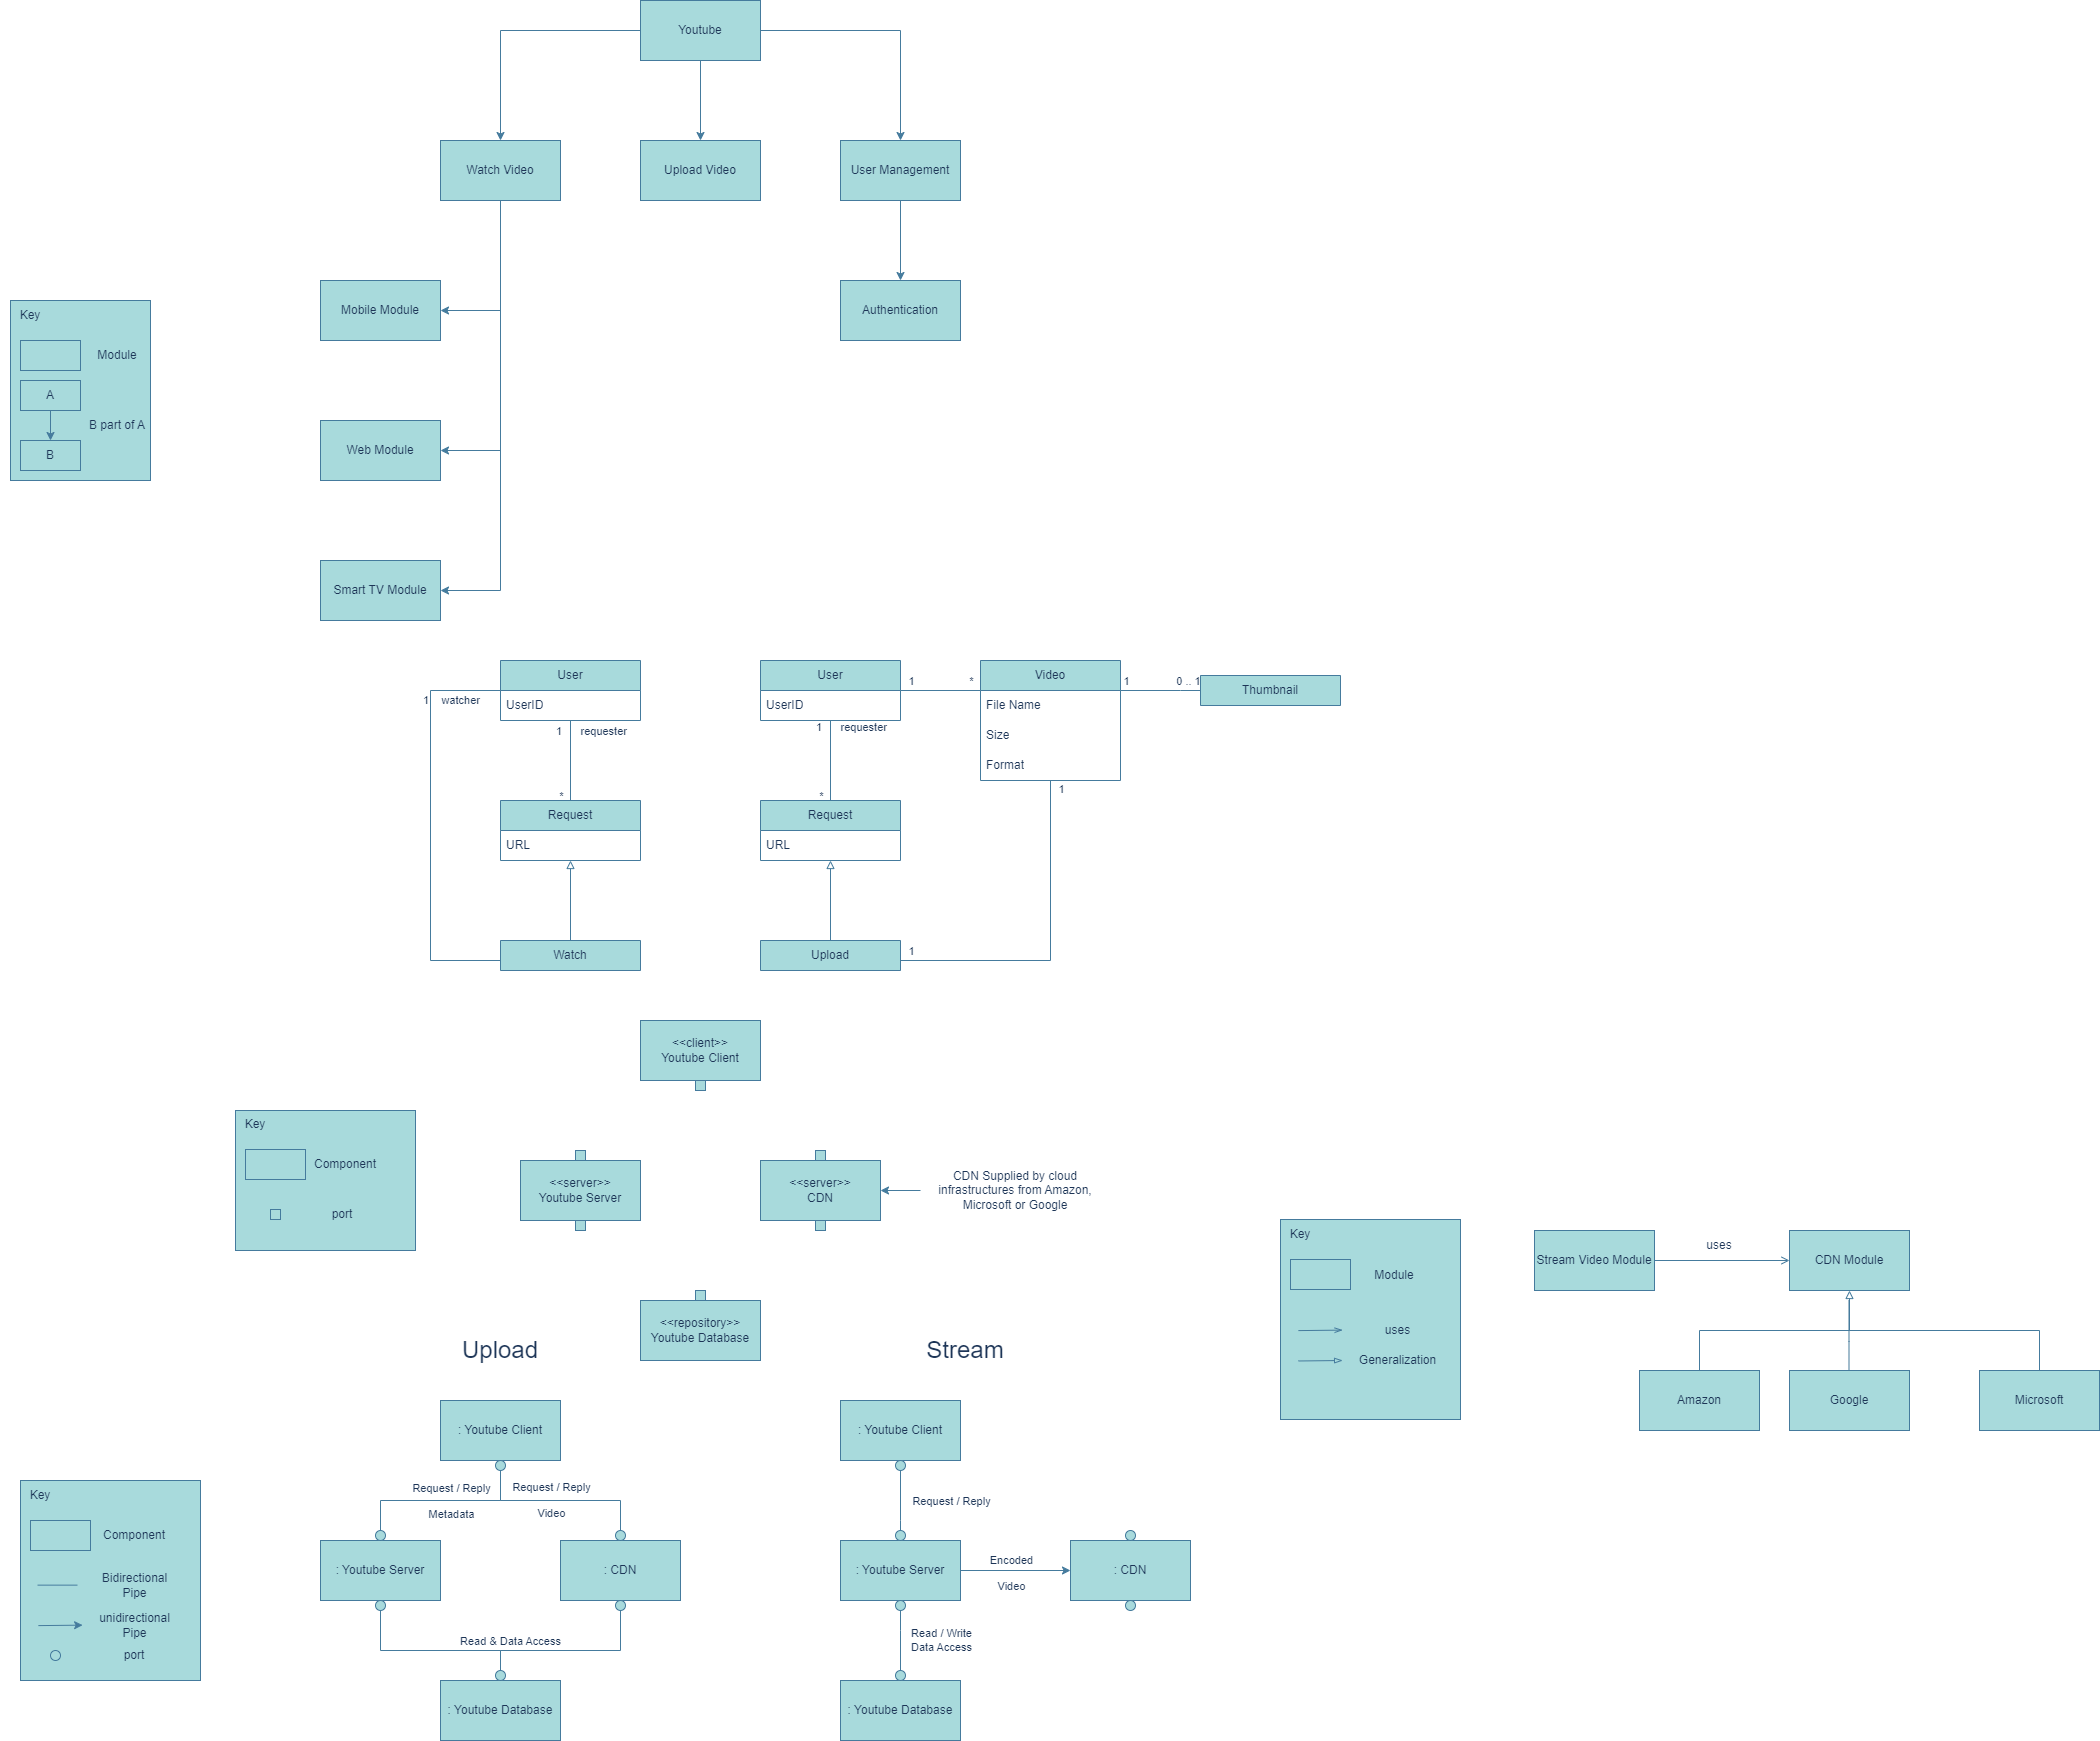 Youtube
Watch Video
Upload Video
User Management
Mobile Module
Authentication
Key
Module
A
B part of A
B
Web Module
Smart TV Module
User
UserID
1
watcher
1
requester
*
Request
URL
Watch
User
UserID
1
*
1
requester
*
Request
URL
Upload
1
Video
File Name
Size
Format
1
1
0 .. 1
Thumbnail
<<client>>
Youtube Client
Key
Component
port
<<server>>
Youtube Server
<<server>>
CDN
CDN Supplied by cloud
infrastructures from Amazon,
Microsoft or Google
<<repository>>
Youtube Database
Key
Module
uses
Generalization
Stream Video Module
uses
CDN Module
Amazon
Google
Microsoft
Upload
Stream
Key
Component
Bidirectional
Pipe
unidirectional
Pipe
port
: Youtube Client
Request / Reply
Metadata
Request / Reply
Video
: Youtube Server
: CDN
Read & Data Access
: Youtube Database
: Youtube Client
Request / Reply
: Youtube Server
Encoded
Video
: CDN
Read / Write
Data Access
: Youtube Database